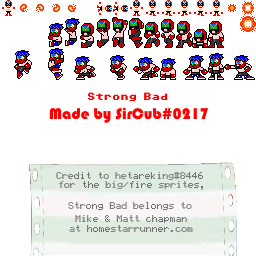 Strong Bad
Made by SirCub#0217
Credit to hetareking#8446
for the big/fire sprites,
Strong Bad belongs to
Mike & Matt chapman
at homestarrunner.com